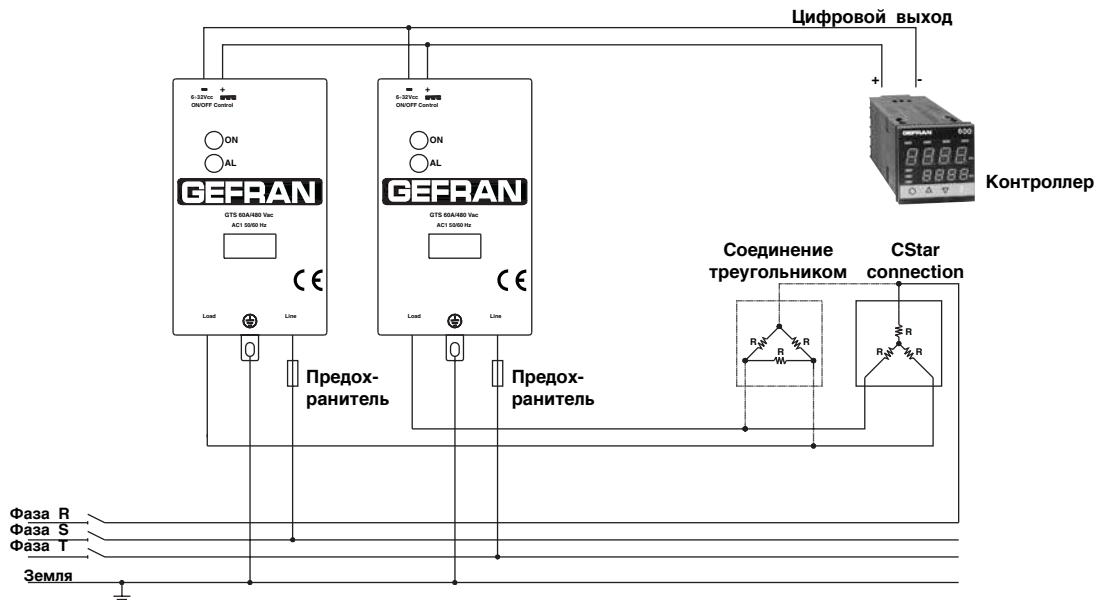 Цифровой выход
- +
6÷32Vcc
ON/OFF Control
ON
AL
GEFRAN
GTS 60A/480 Vac
AC1 50/60 Hz
CE
Load
Line
Предох-
ранитель
- +
6÷32Vcc
ON/OFF Control
ON
AL
GEFRAN
GTS 60A/480 Vac
AC1 50/60 Hz
CE
Load
Line
Предох-
ранитель
+ -
GEFRAN 600
8888
8888
Контроллер
Соединение
треугольником
R R
R
CStar
connection
R
R R
Фаза R
Фаза S
Фаза T
Земля